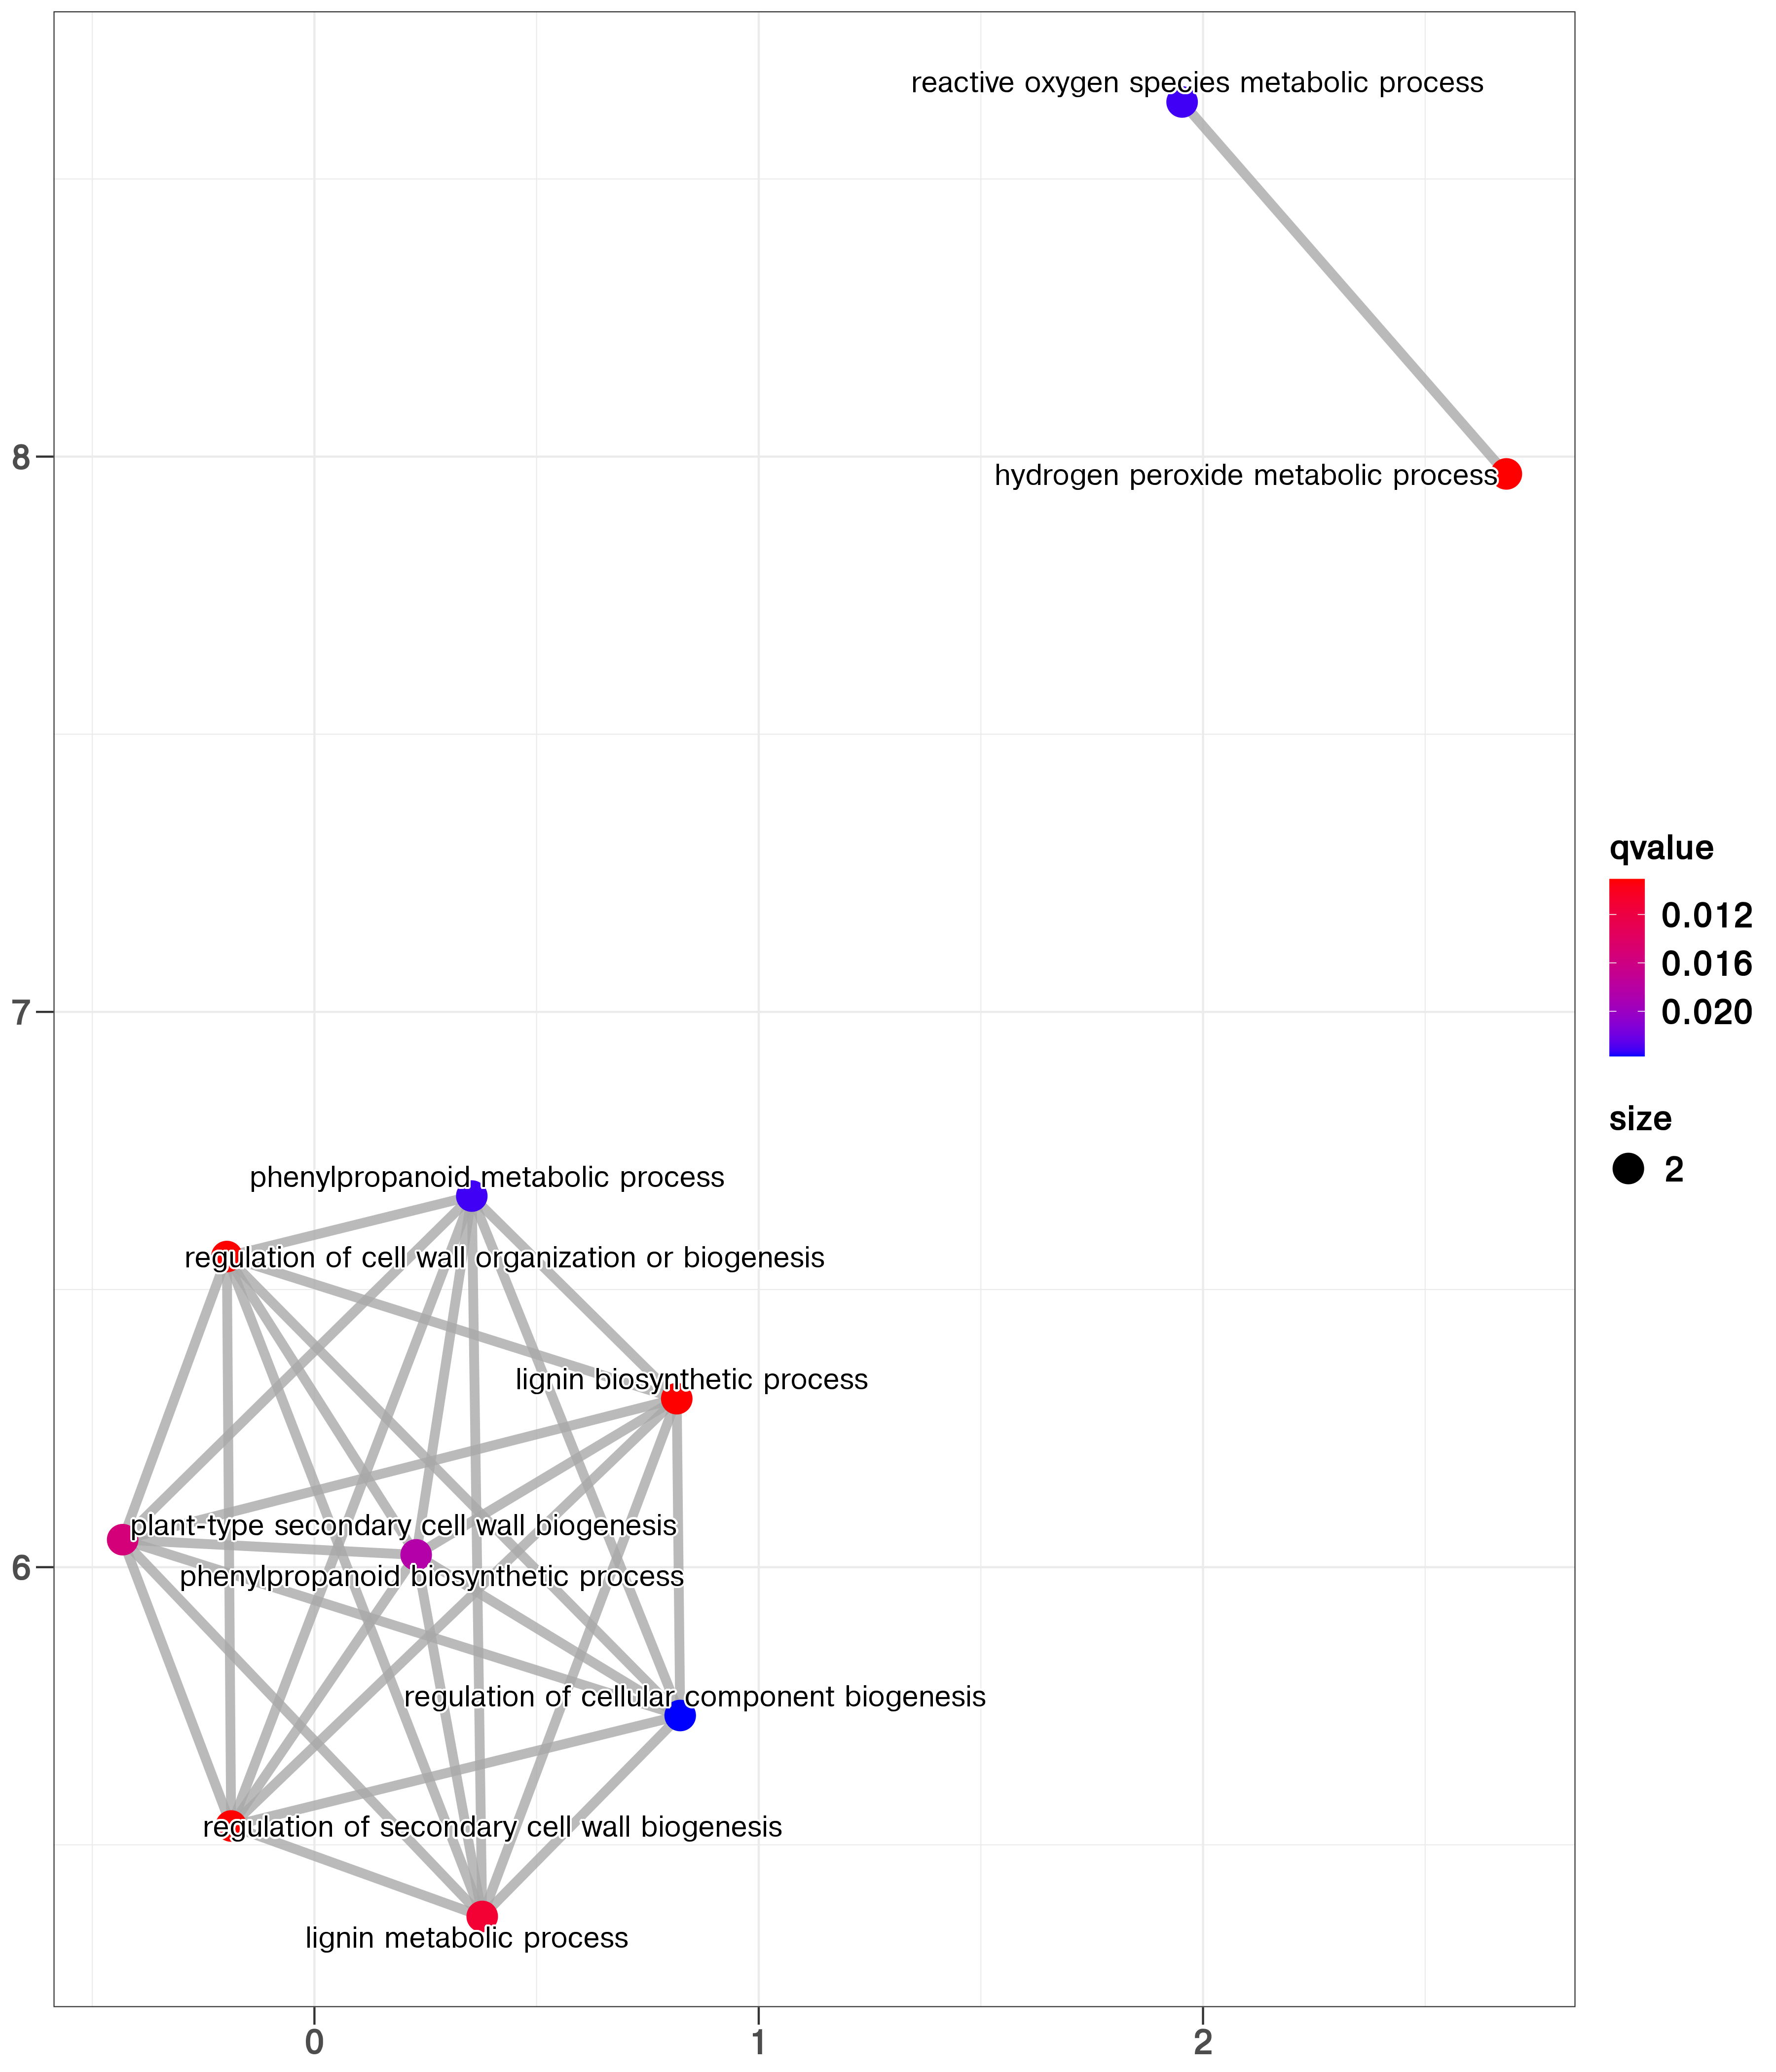 reactive oxygen species metabolic process
8
hydrogen peroxide metabolic process
qvalue
0.012
0.016
0.020
7
size
2
phenylpropanoid metabolic process
regulation of cell wall organization or biogenesis
lignin biosynthetic process
plant-type secondary cell wall biogenesis
6
phenylpropanoid biosynthetic process
regulation of cellular component biogenesis
regulation of secondary cell wall biogenesis
lignin metabolic process
0 1 2